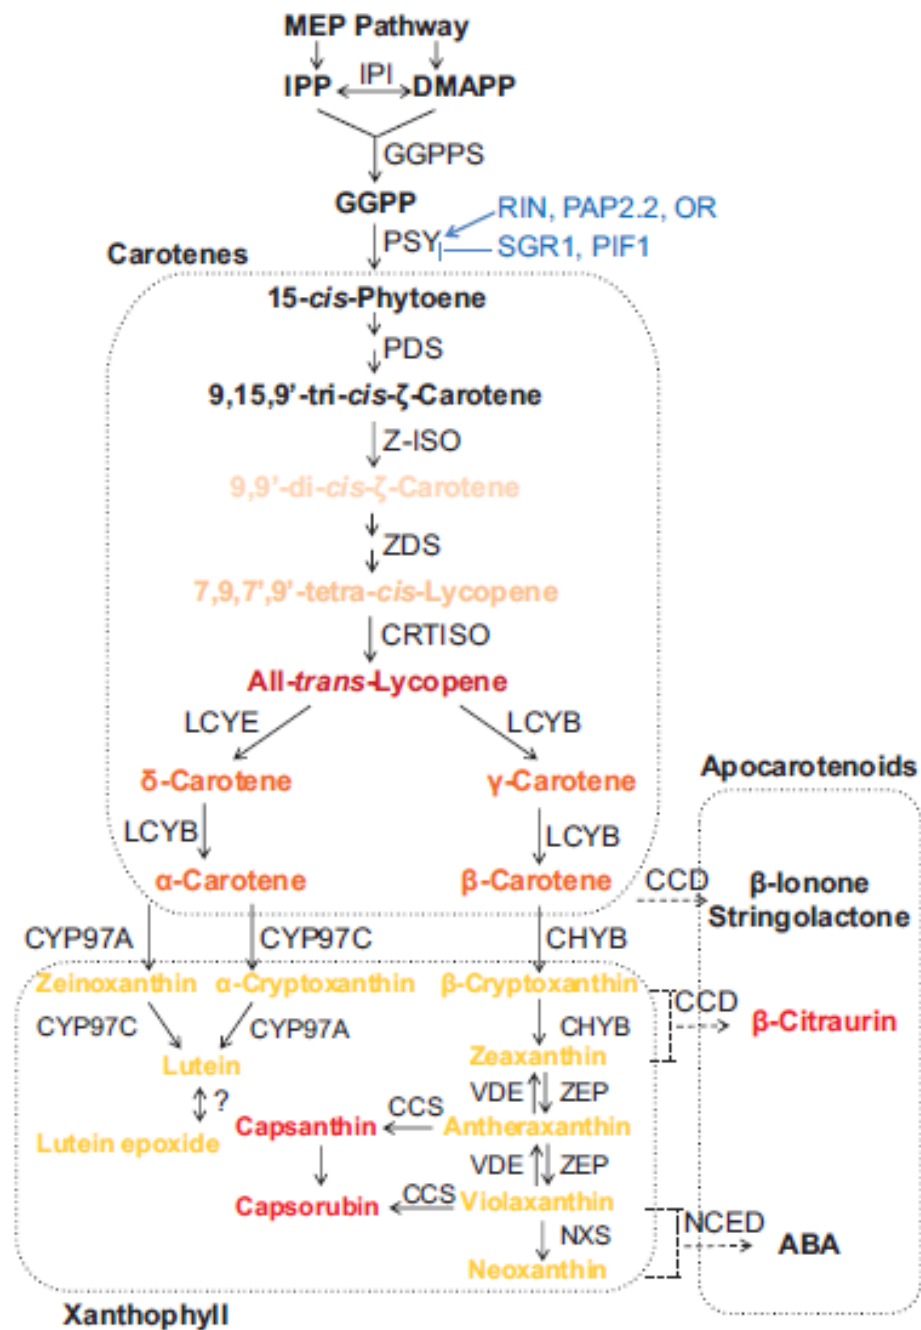 MEP Pathway
IPP IPI DMAPP
GGPPS
GGPP
RIN, PAP2.2, OR
PSY
SGR1, PIF1
Carotenes
15-cis-Phytoene
PDS
9,15,9’-tri-cis-ζ-Carotene
Z-ISO
9,9’-di-cis-ζ-Carotene
ZDS
7,9,7’,9’-tetra-cis-Lycopene
CRTISO
All-trans-Lycopene
LCYE LCYB
δ-Carotene γ-Carotene
Apocarotenoids
LCYB LCYB
α-Carotene β-Carotene
CCD
β-Ionone
Stringolactone
CYP97A CYP97C CHYB
Zeinoxanthin α-Cryptoxanthin β-Cryptoxanthin
CCD
β-Citraurin
CYP97C CYP97A CHYB
Lutein Zeaxanthin
? VDE ZEP
CCS
Lutein epoxide Capsanthin Antheraxanthin
VDE ZEP
Capsorubin CCS Violaxanthin
NXS NCED
ABA
Neoxanthin
Xanthophyll